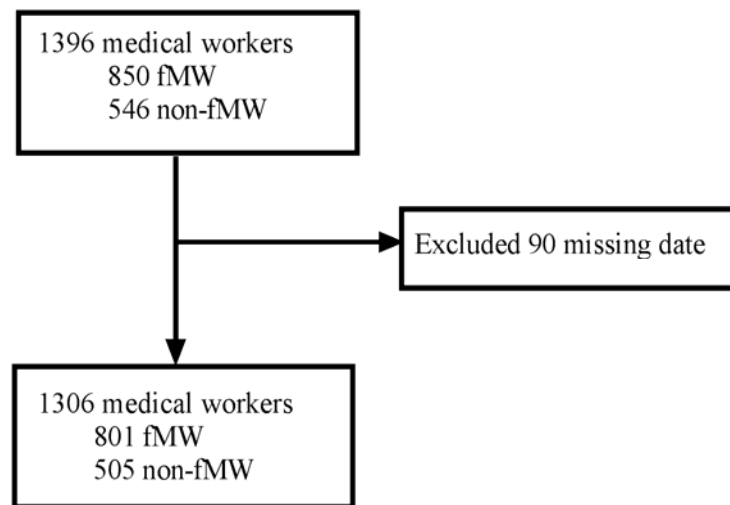 1396 medical workers
850 fMW
546 non-fMW
Excluded 90 missing date
1306 medical workers
801 fMW
505 non-fMW